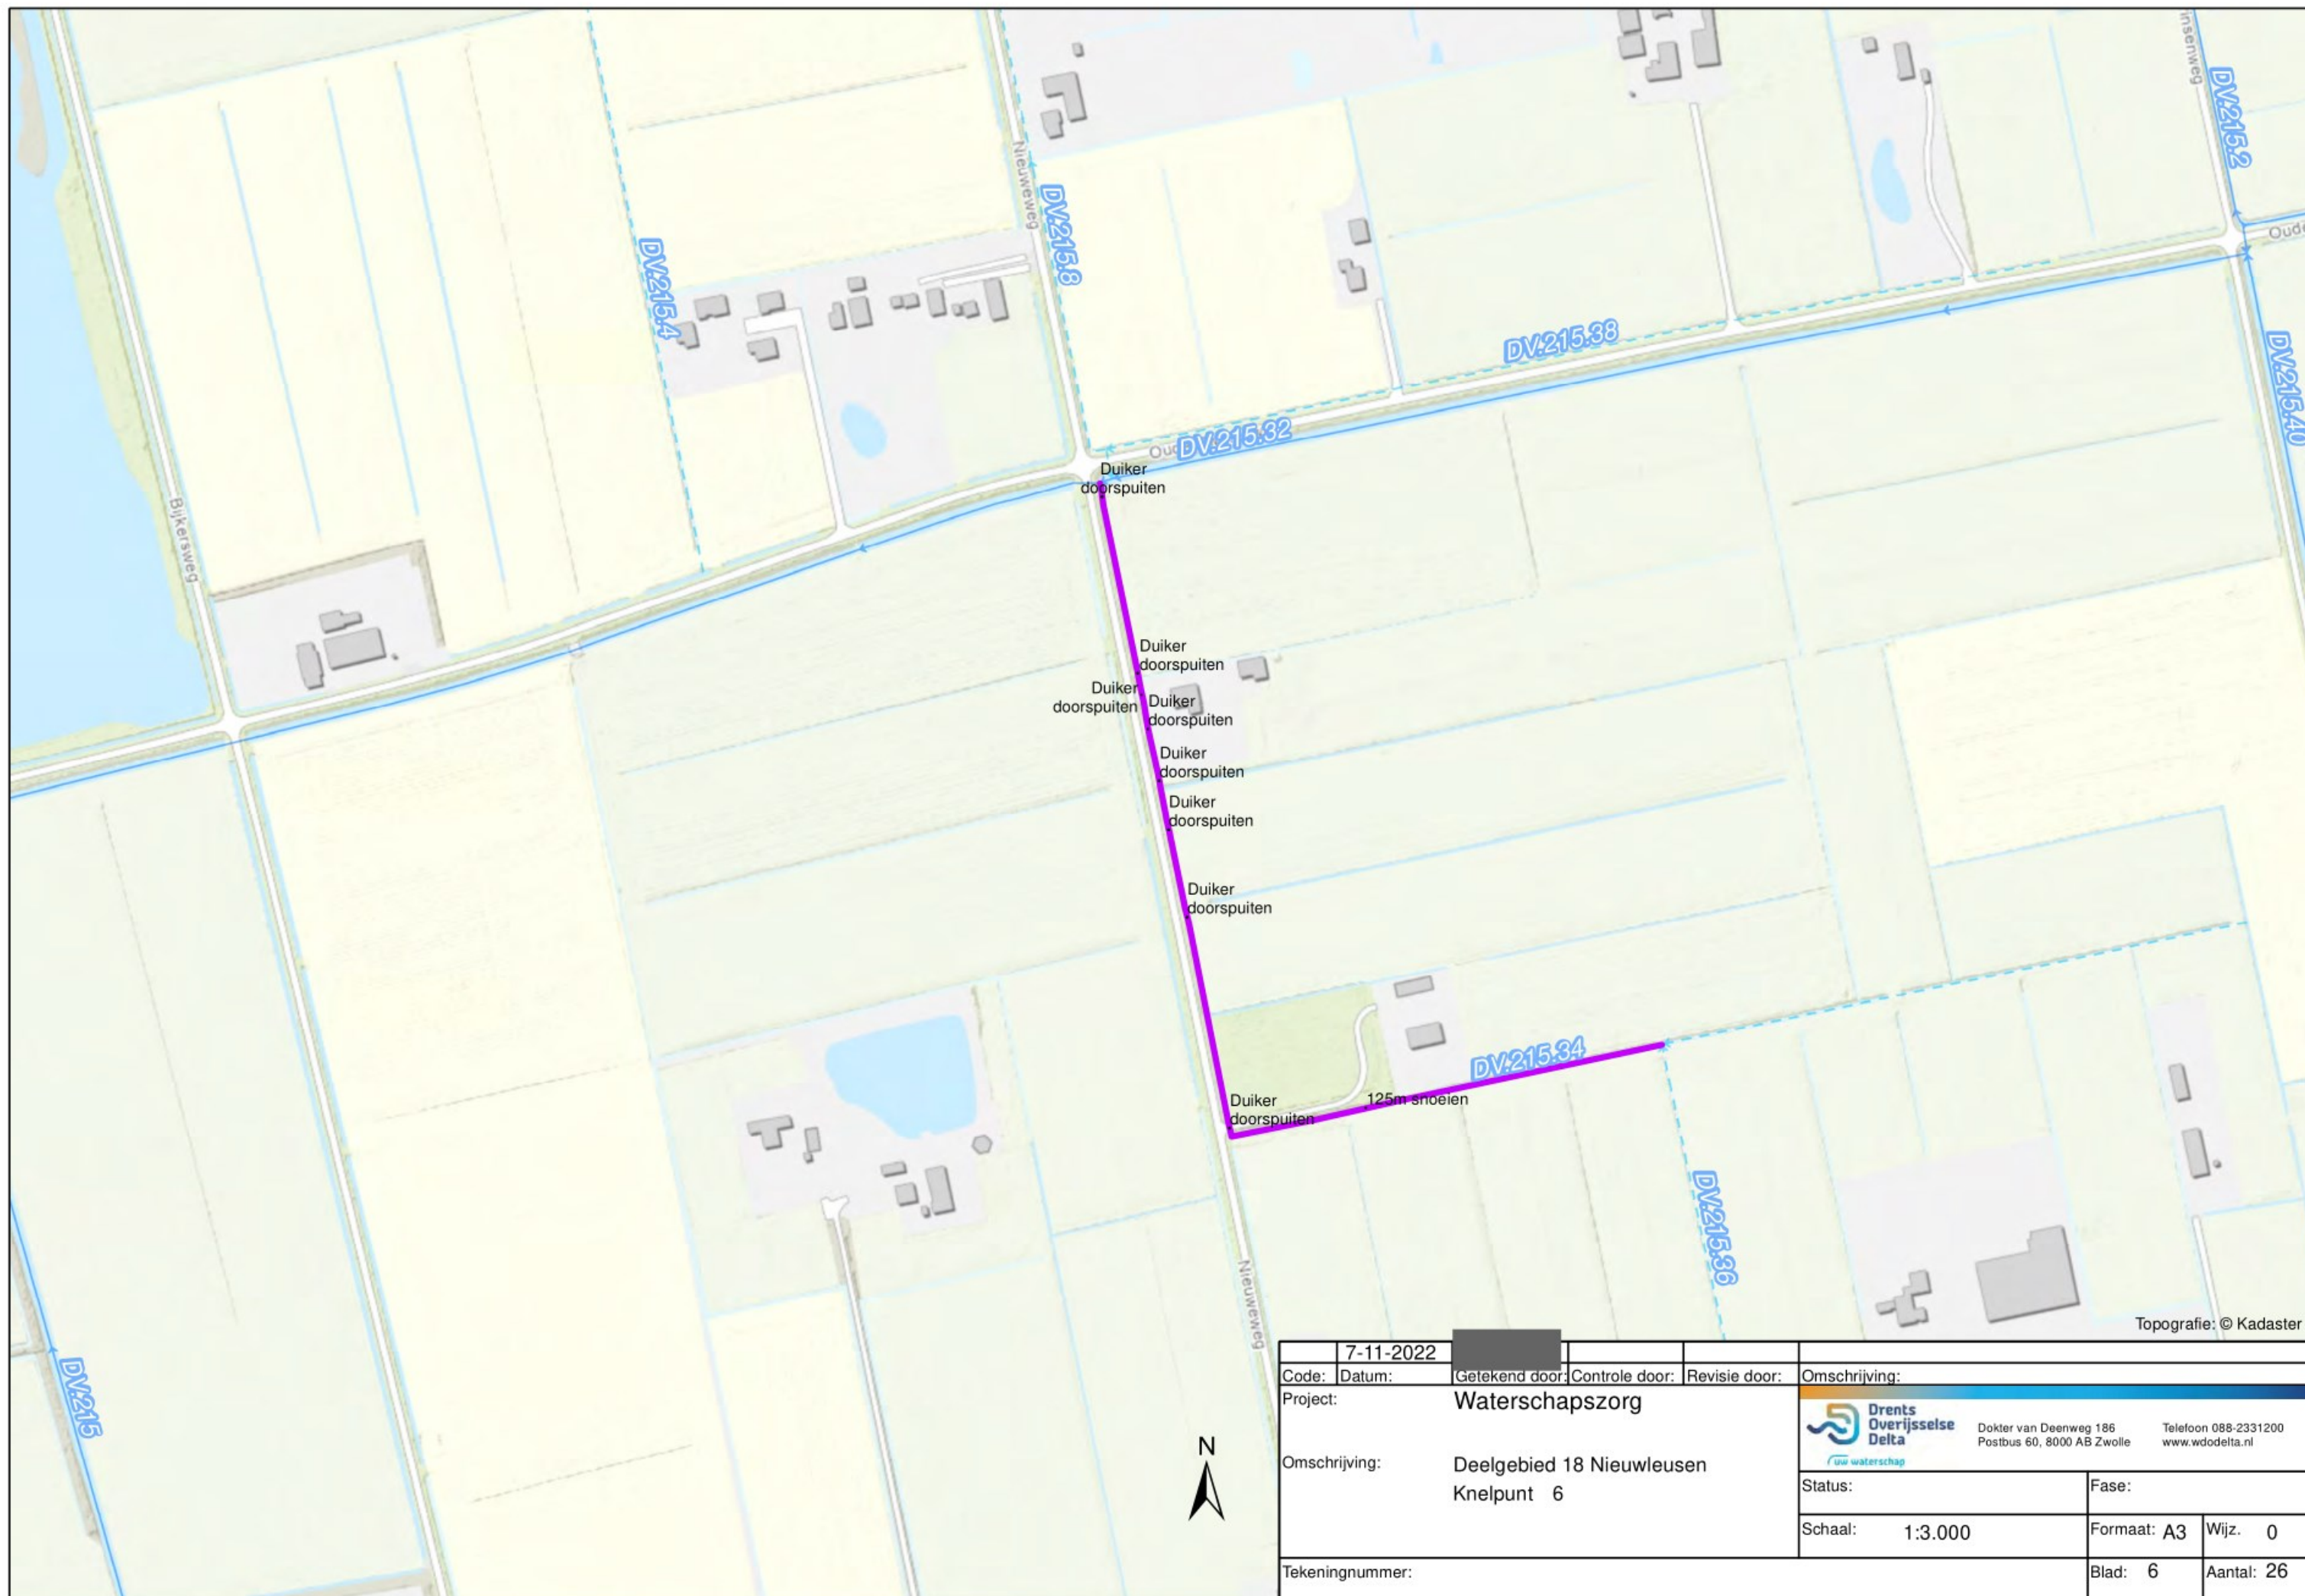 insenweg
DV.215.2
Nieuweweg
DV.215.8
DV.215.4
Oude
DV.215.38
DV.215.40
DV.215.32
Oud
Duiker
doorspuiten
Bijkersweg
Duiker
doorspuiten
Duiker
doorspuiten
Duiker
doorspuiten
Duiker
doorspuiten
Duiker
doorspuiten
Duiker
doorspuiten
DV.215.34
Duiker
doorspuiten
125m snoeien
DV.215.36
Nieuweweg
DV.215
Topografie: © Kadaster
N
7-11-2022
Code: Datum: Getekend door: Controle door: Revisie door: Omschrijving:
Project: Waterschapszorg
Omschrijving: Deelgebied 18 Nieuwleusen
Knelpunt 6
Drents
Overijsselse
Delta
uw waterschap
Dokter van Deenweg 186
Postbus 60, 8000 AB Zwolle
Telefoon 088-2331200
www.wdodelta.nl
Status: Fase:
Schaal: 1:3.000 Formaat: A3 Wijz. 0
Tekeningnummer: Blad: 6 Aantal: 26